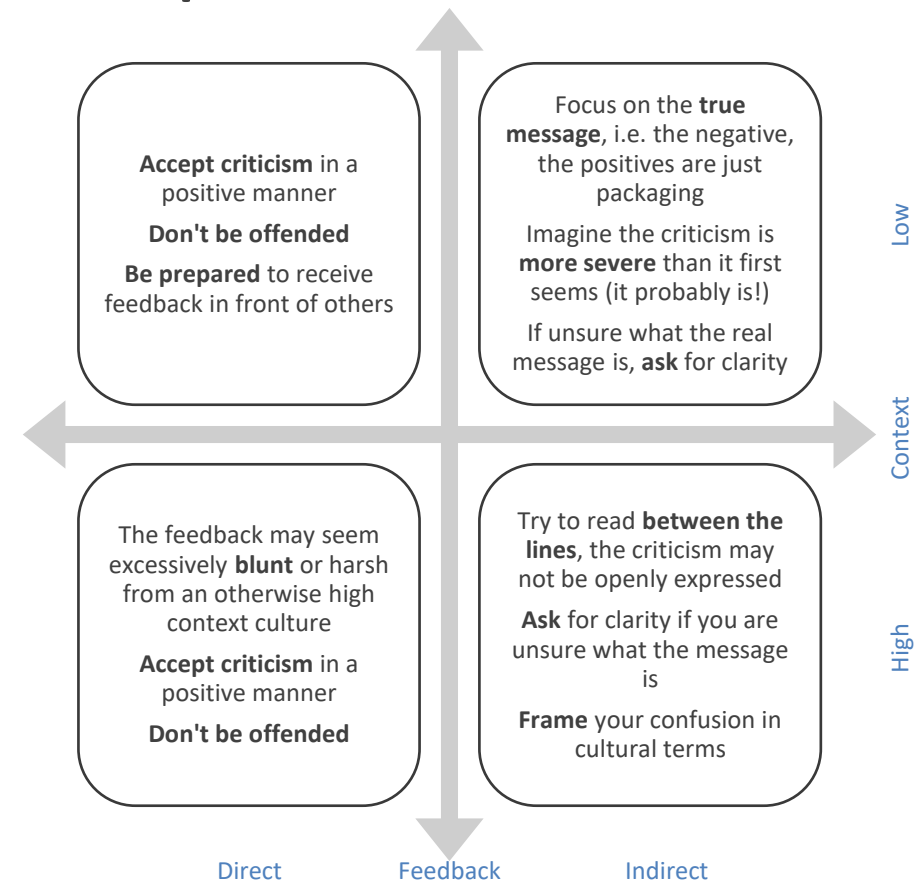 Accept criticism in a
positive manner
Don't be offended
Be prepared to receive
feedback in front of others
Focus on the true
message, i.e. the negative,
the positives are just
packaging
Imagine the criticism is
more severe than it first
seems (it probably is!)
If unsure what the real
message is, ask for clarity
Low
Context
The feedback may seem
excessively blunt or harsh
from an otherwise high
context culture
Accept criticism in a
positive manner
Don't be offended
Try to read between the
lines, the criticism may
not be openly expressed
Ask for clarity if you are
unsure what the message
is
Frame your confusion in
cultural terms
High
Direct
Feedback
Indirect